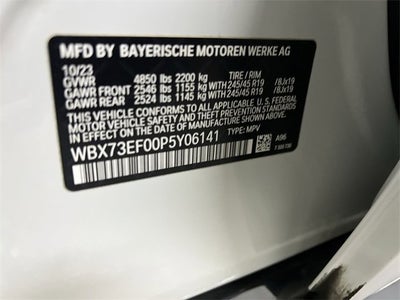 MFD BY BAYERISCHE MOTOREN WERKE AG
10/23
GVWR 4850 lbs 2200 kg TIRE / RIM
GAWR FRONT 2546 lbs 1155 kg 245/45 R19 /8Jx19
GAWR REAR 2524 lbs 1145 kg 245/45 R19 /8Jx19
THIS VEHICLE CONFORMS TO ALL APPLICABLE U.S. FEDERAL
MOTOR VEHICLE SAFETY, BUMPER, AND THEFT PREVENTION
STANDARDS IN EFFECT ON THE DATE OF MANUFACTURE
SHOWN ABOVE.
WBX73EF00P5Y06141 TYPE: MPV A96